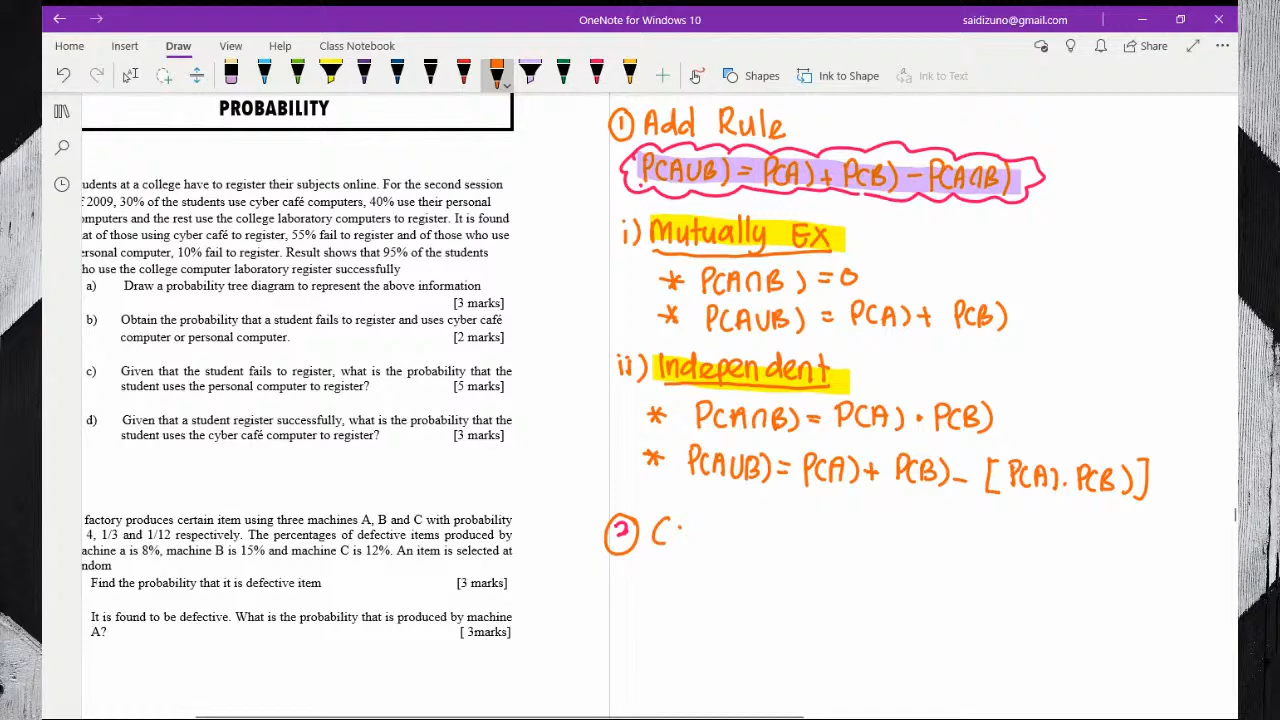 OneNote for Windows 10
saidizuno@gmail.com
Home Insert Draw View Help Class Notebook
Share
Shapes Ink to Shape Ink to Text
PROBABILITY
udents at a college have to register their subjects online. For the second session
f 2009, 30% of the students use cyber café computers, 40% use their personal
omputers and the rest use the college laboratory computers to register. It is found
at of those using cyber café to register, 55% fail to register and of those who use
ersonal computer, 10% fail to register. Result shows that 95% of the students
ho use the college computer laboratory register successfully
a) Draw a probability tree diagram to represent the above information
[3 marks]
b) Obtain the probability that a student fails to register and uses cyber café
computer or personal computer. [2 marks]
c) Given that the student fails to register, what is the probability that the
student uses the personal computer to register? [5 marks]
d) Given that a student register successfully, what is the probability that the
student uses the cyber café computer to register? [3 marks]
factory produces certain item using three machines A, B and C with probability
4, 1/3 and 1/12 respectively. The percentages of defective items produced by
achine a is 8%, machine B is 15% and machine C is 12%. An item is selected at
ndom
Find the probability that it is defective item [3 marks]
It is found to be defective. What is the probability that is produced by machine
A? [ 3marks]
① Add Rule
P(A∪B) = P(A) + P(B) - P(A∩B)
i) Mutually EX
* P(A∩B) = 0
* P(A∪B) = P(A) + P(B)
ii) Independent
* P(A∩B) = P(A) · P(B)
* P(A∪B) = P(A) + P(B) - [P(A) · P(B)]
② C